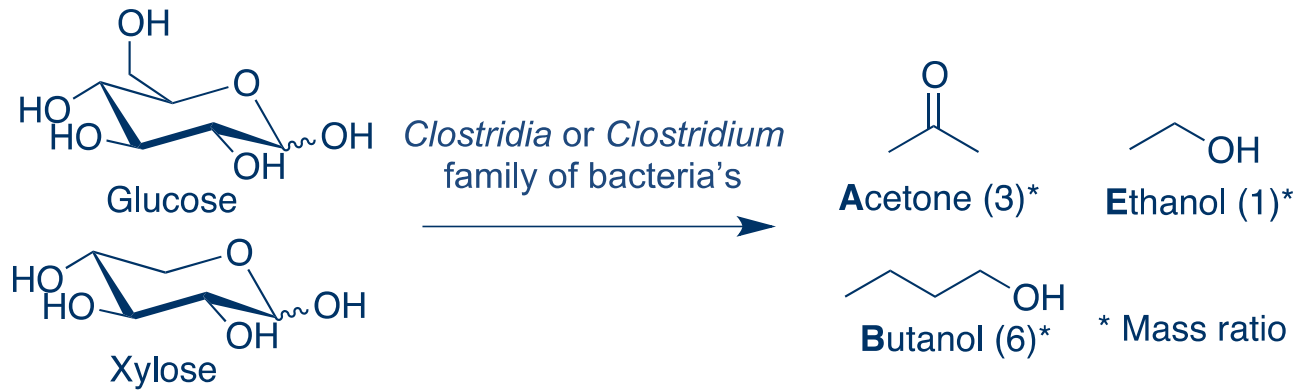 OH
O
HO
HO
OH
OH
Glucose
O
HO
HO
OH
OH
Xylose
Clostridia or Clostridium
family of bacteria's
O
Acetone (3)*
OH
Ethanol (1)*
OH
Butanol (6)*
* Mass ratio